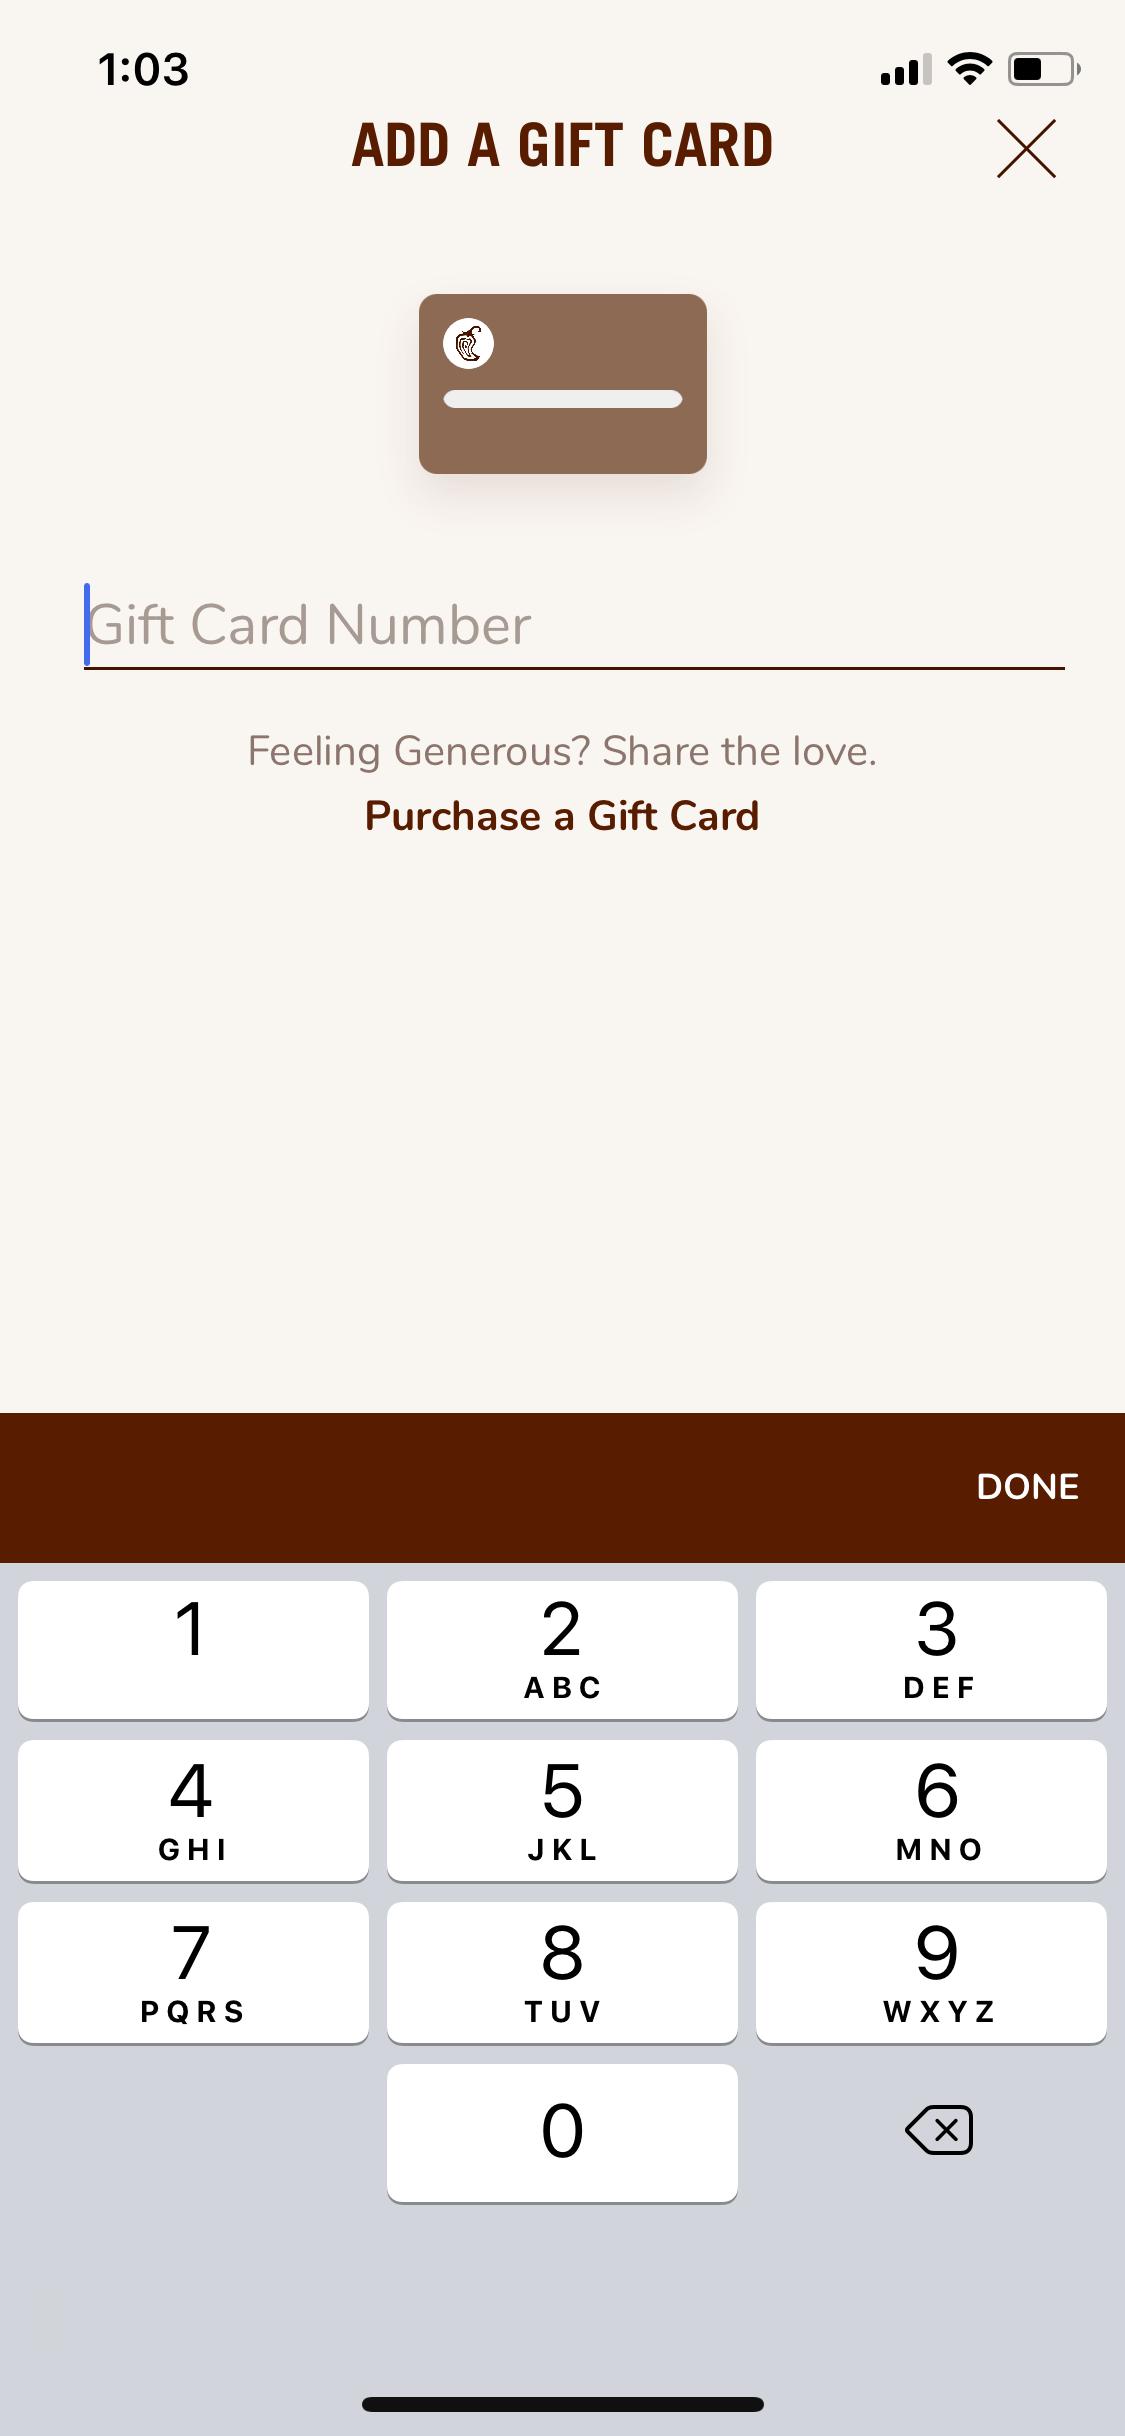 1:03
ADD A GIFT CARD
Gift Card Number
Feeling Generous? Share the love.
Purchase a Gift Card
DONE
1
2
3
ABC
DEF
4
5
6
GHI
JKL
MNO
7
8
9
PQRS
TUV
WXYZ
0